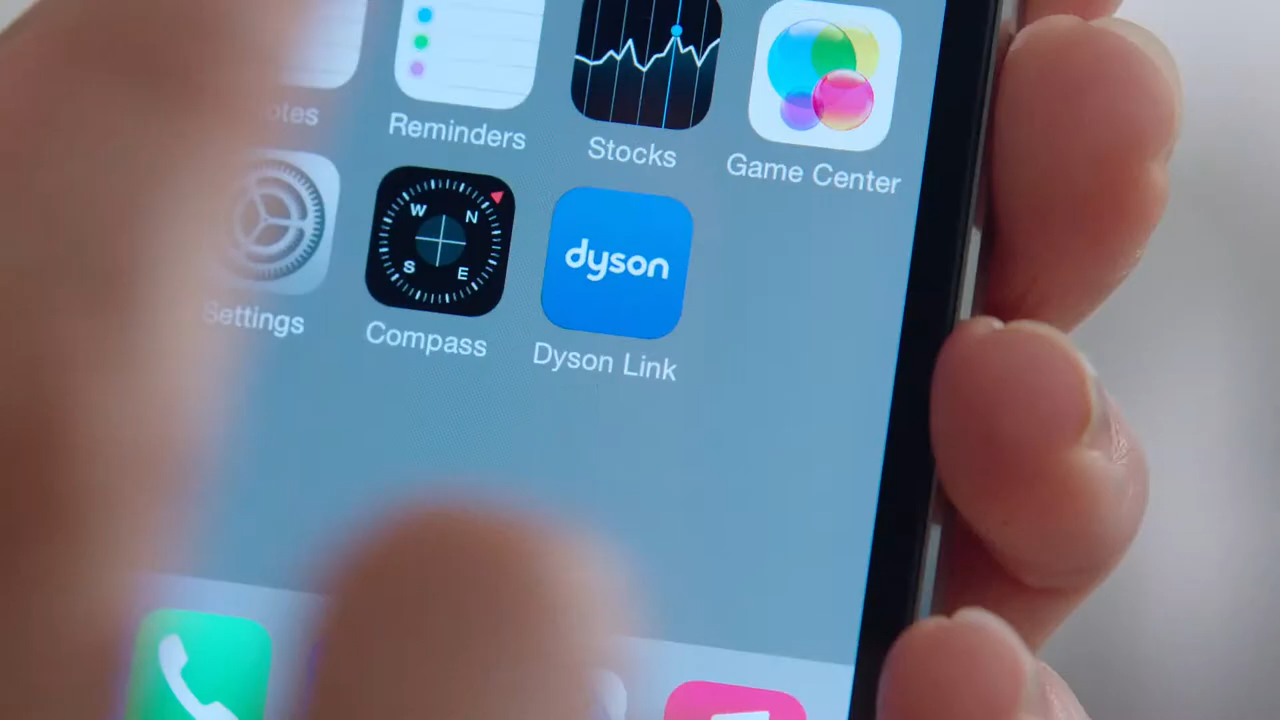 Reminders
Stocks
Game Center
W
N
S
E
dyson
Settings
Compass
Dyson Link